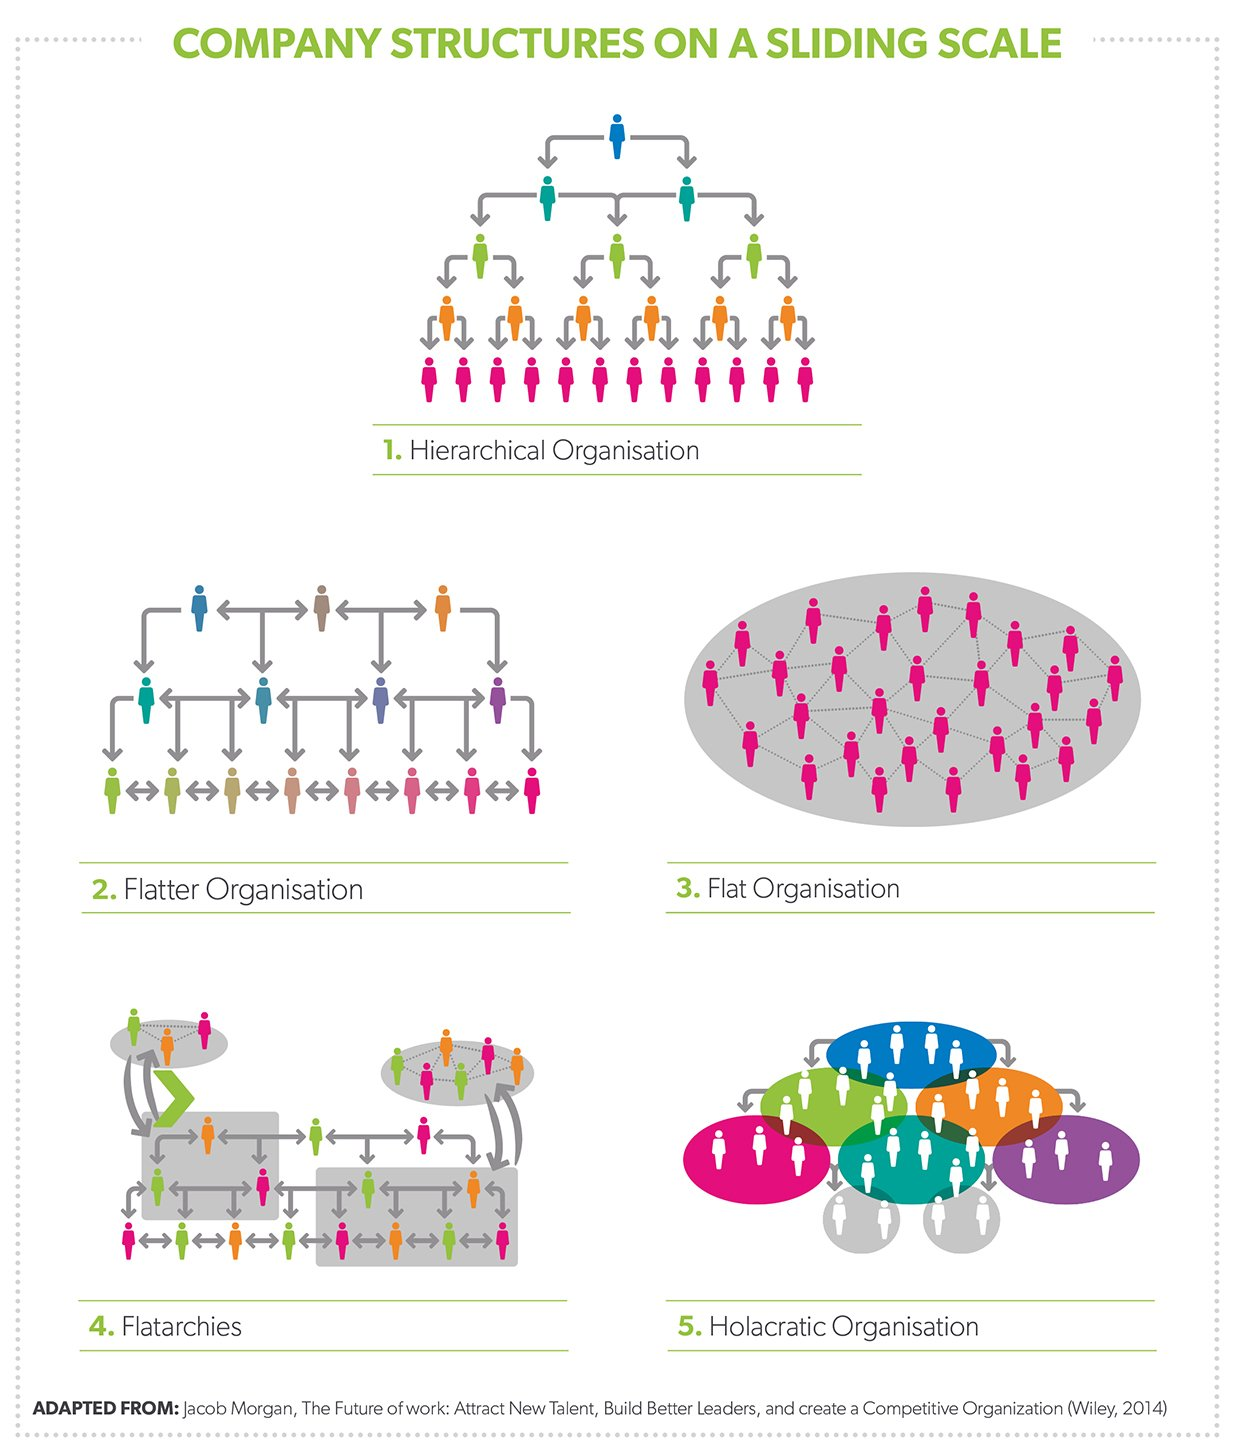 COMPANY STRUCTURES ON A SLIDING SCALE
1. Hierarchical Organisation
2. Flatter Organisation
3. Flat Organisation
4. Flatarchies
5. Holacratic Organisation
ADAPTED FROM: Jacob Morgan, The Future of work: Attract New Talent, Build Better Leaders, and create a Competitive Organization (Wiley, 2014)